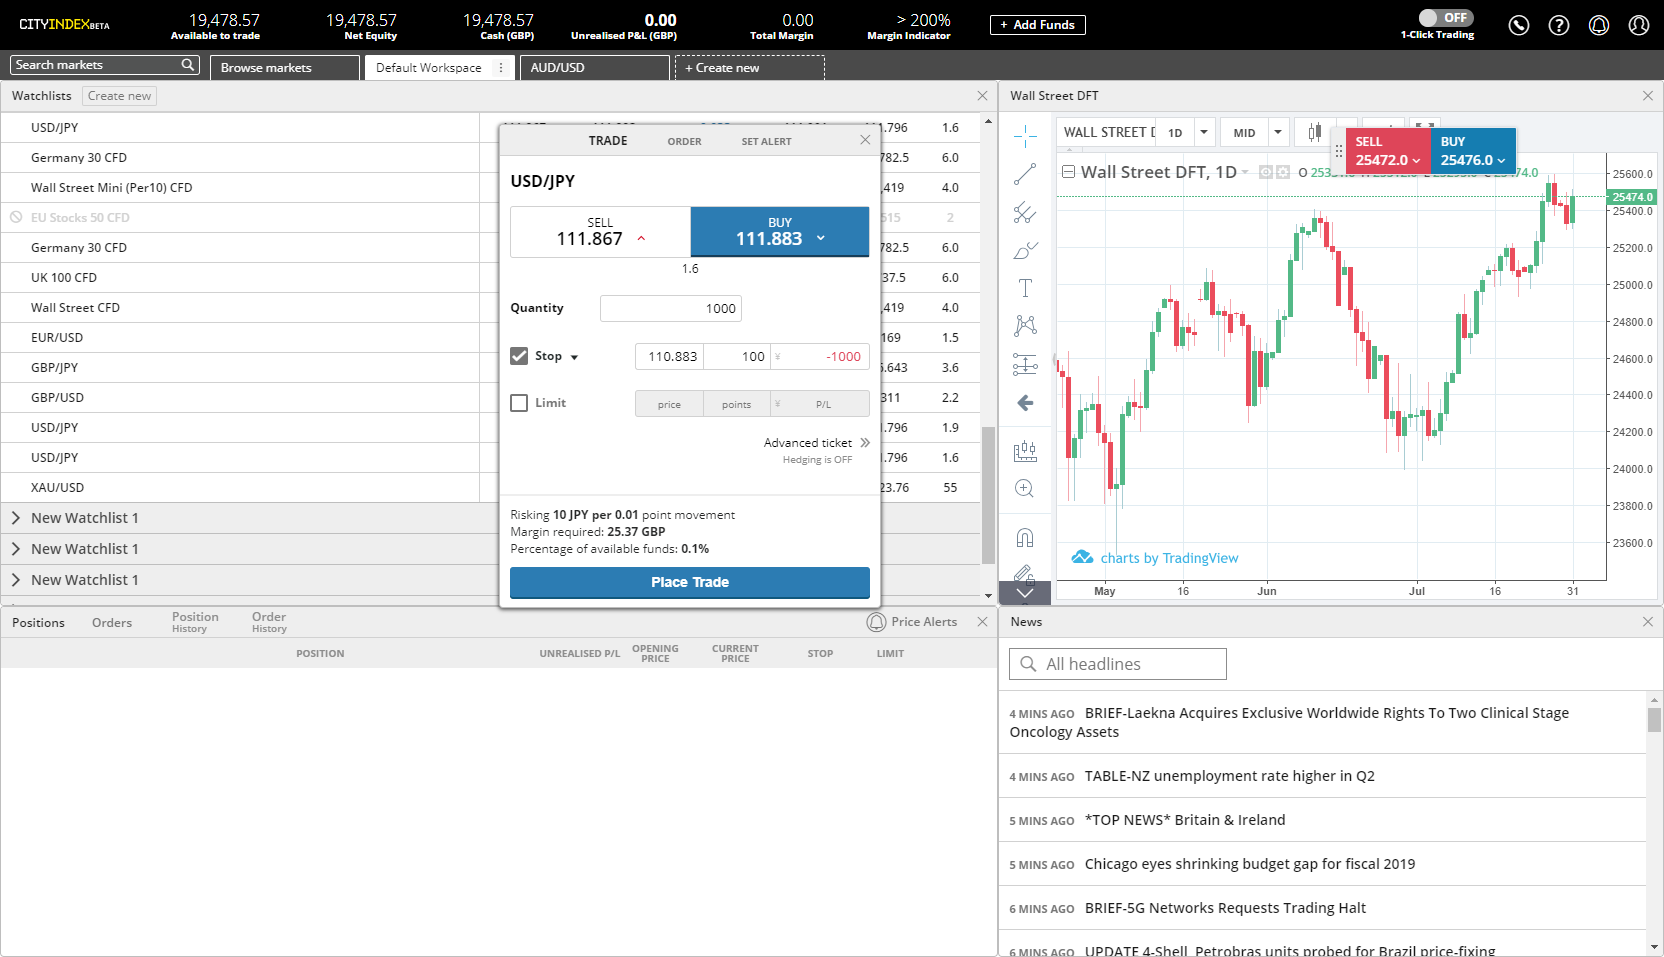 CITYINDEXBETA
19,478.57
Available to trade
19,478.57
Net Equity
19,478.57
Cash (GBP)
0.00
Unrealised P&L (GBP)
0.00
Total Margin
> 200%
Margin Indicator
+ Add Funds
OFF
1-Click Trading
Search markets
Browse markets
Default Workspace
AUD/USD
+ Create new
Watchlists
Create new
USD/JPY
.796 1.6
Germany 30 CFD
782.5 6.0
Wall Street Mini (Per10) CFD
,419 4.0
EU Stocks 50 CFD
515 2
Germany 30 CFD
782.5 6.0
UK 100 CFD
37.5 6.0
Wall Street CFD
,419 4.0
EUR/USD
169 1.5
GBP/JPY
.643 3.6
GBP/USD
311 2.2
USD/JPY
.796 1.9
USD/JPY
.796 1.6
XAU/USD
23.76 55
New Watchlist 1
New Watchlist 1
New Watchlist 1
TRADE
ORDER
SET ALERT
USD/JPY
SELL
111.867
BUY
111.883
1.6
Quantity
1000
Stop
110.883
100
¥ -1000
Limit
price
points
¥ P/L
Advanced ticket
Hedging is OFF
Risking 10 JPY per 0.01 point movement
Margin required: 25.37 GBP
Percentage of available funds: 0.1%
Place Trade
Wall Street DFT
WALL STREET D
1D
MID
SELL
25472.0
BUY
25476.0
Wall Street DFT, 1D
O
25600.0
25474.0
25400.0
25200.0
25000.0
24800.0
24600.0
24400.0
24200.0
24000.0
23800.0
23600.0
charts by TradingView
May 16 Jun Jul 16 31
Positions
Orders
Position
History
Order
History
Price Alerts
POSITION
UNREALISED P/L
OPENING
PRICE
CURRENT
PRICE
STOP
LIMIT
News
All headlines
4 MINS AGO BRIEF-Laekna Acquires Exclusive Worldwide Rights To Two Clinical Stage
Oncology Assets
4 MINS AGO TABLE-NZ unemployment rate higher in Q2
5 MINS AGO *TOP NEWS* Britain & Ireland
5 MINS AGO Chicago eyes shrinking budget gap for fiscal 2019
6 MINS AGO BRIEF-5G Networks Requests Trading Halt
6 MINS AGO UPDATE 4-Shell, Petrobras units probed for Brazil price-fixing